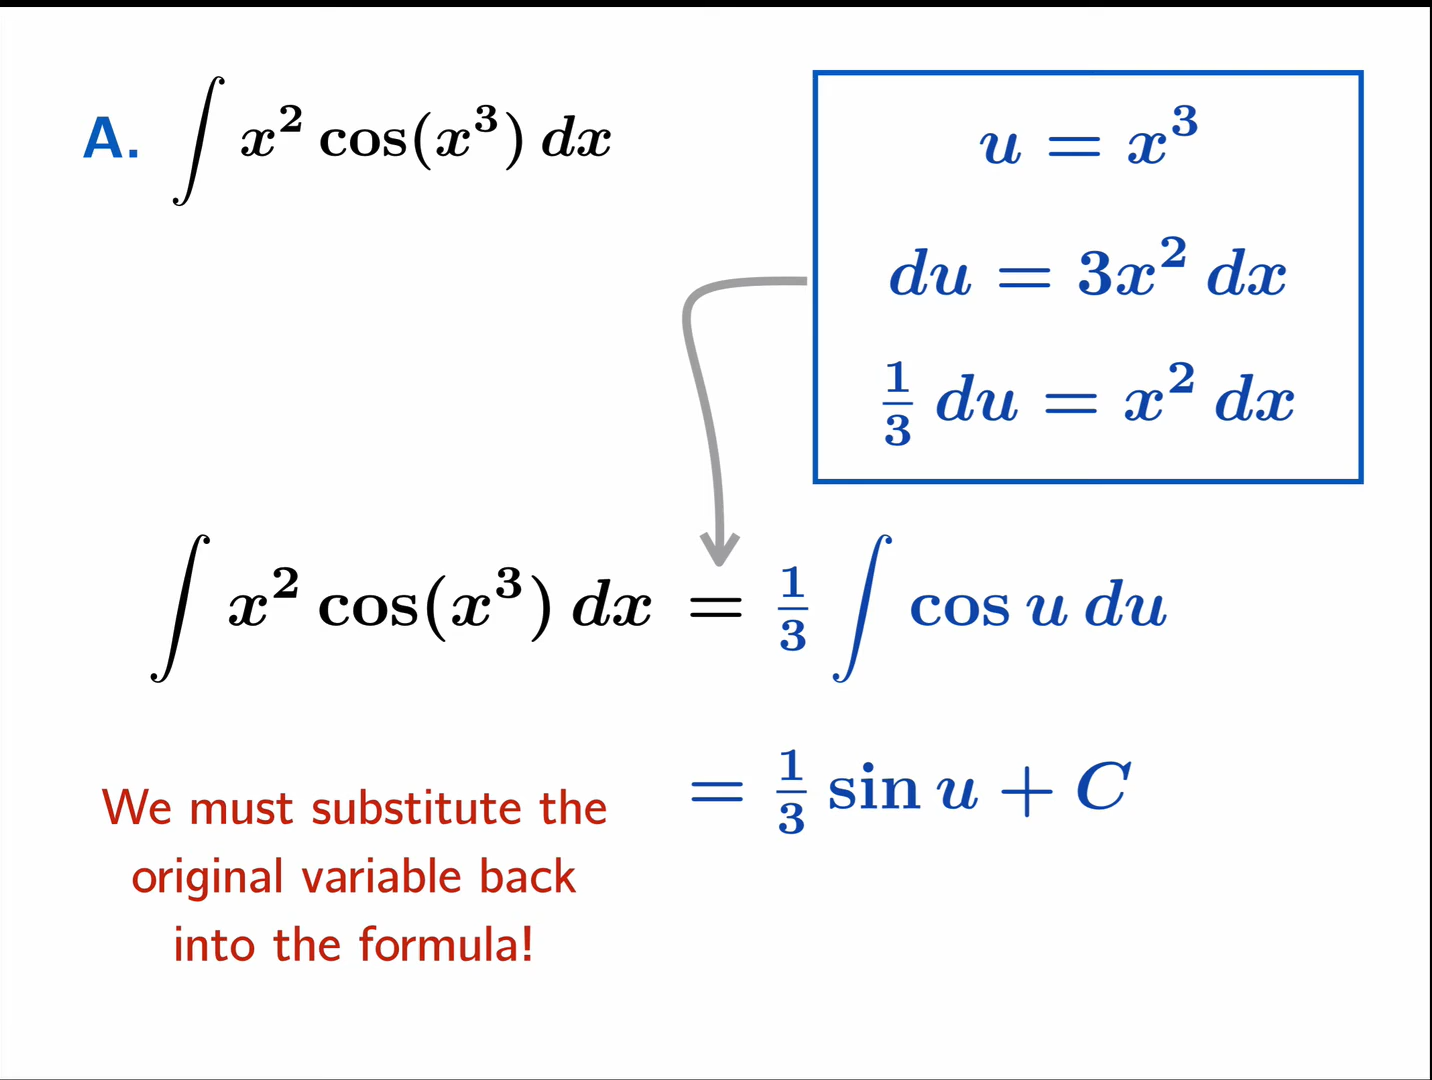 A. ∫ x² cos(x³) dx
u = x³
du = 3x² dx
1/3 du = x² dx
∫ x² cos(x³) dx = 1/3 ∫ cos u du
= 1/3 sin u + C
We must substitute the
original variable back
into the formula!